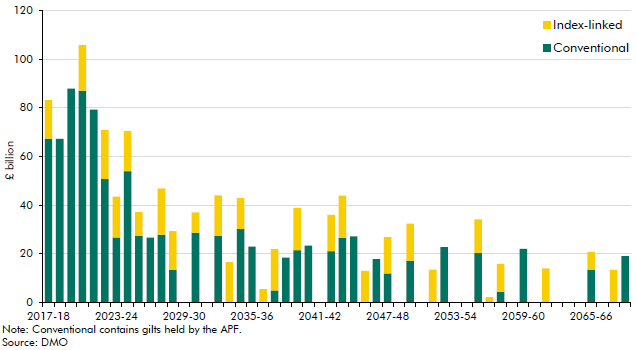 120
100
80
60
40
20
0
£ billion
Index-linked
Conventional
2017-18 2023-24 2029-30 2035-36 2041-42 2047-48 2053-54 2059-60 2065-66
Note: Conventional contains gilts held by the APF.
Source: DMO